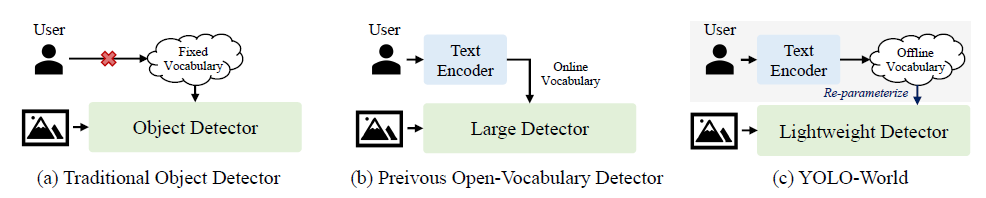 User
Fixed
Vocabulary
Object Detector
(a) Traditional Object Detector
User
Text
Encoder
Online
Vocabulary
Large Detector
(b) Preivous Open-Vocabulary Detector
User
Text
Encoder
Offline
Vocabulary
Re-parameterize
Lightweight Detector
(c) YOLO-World